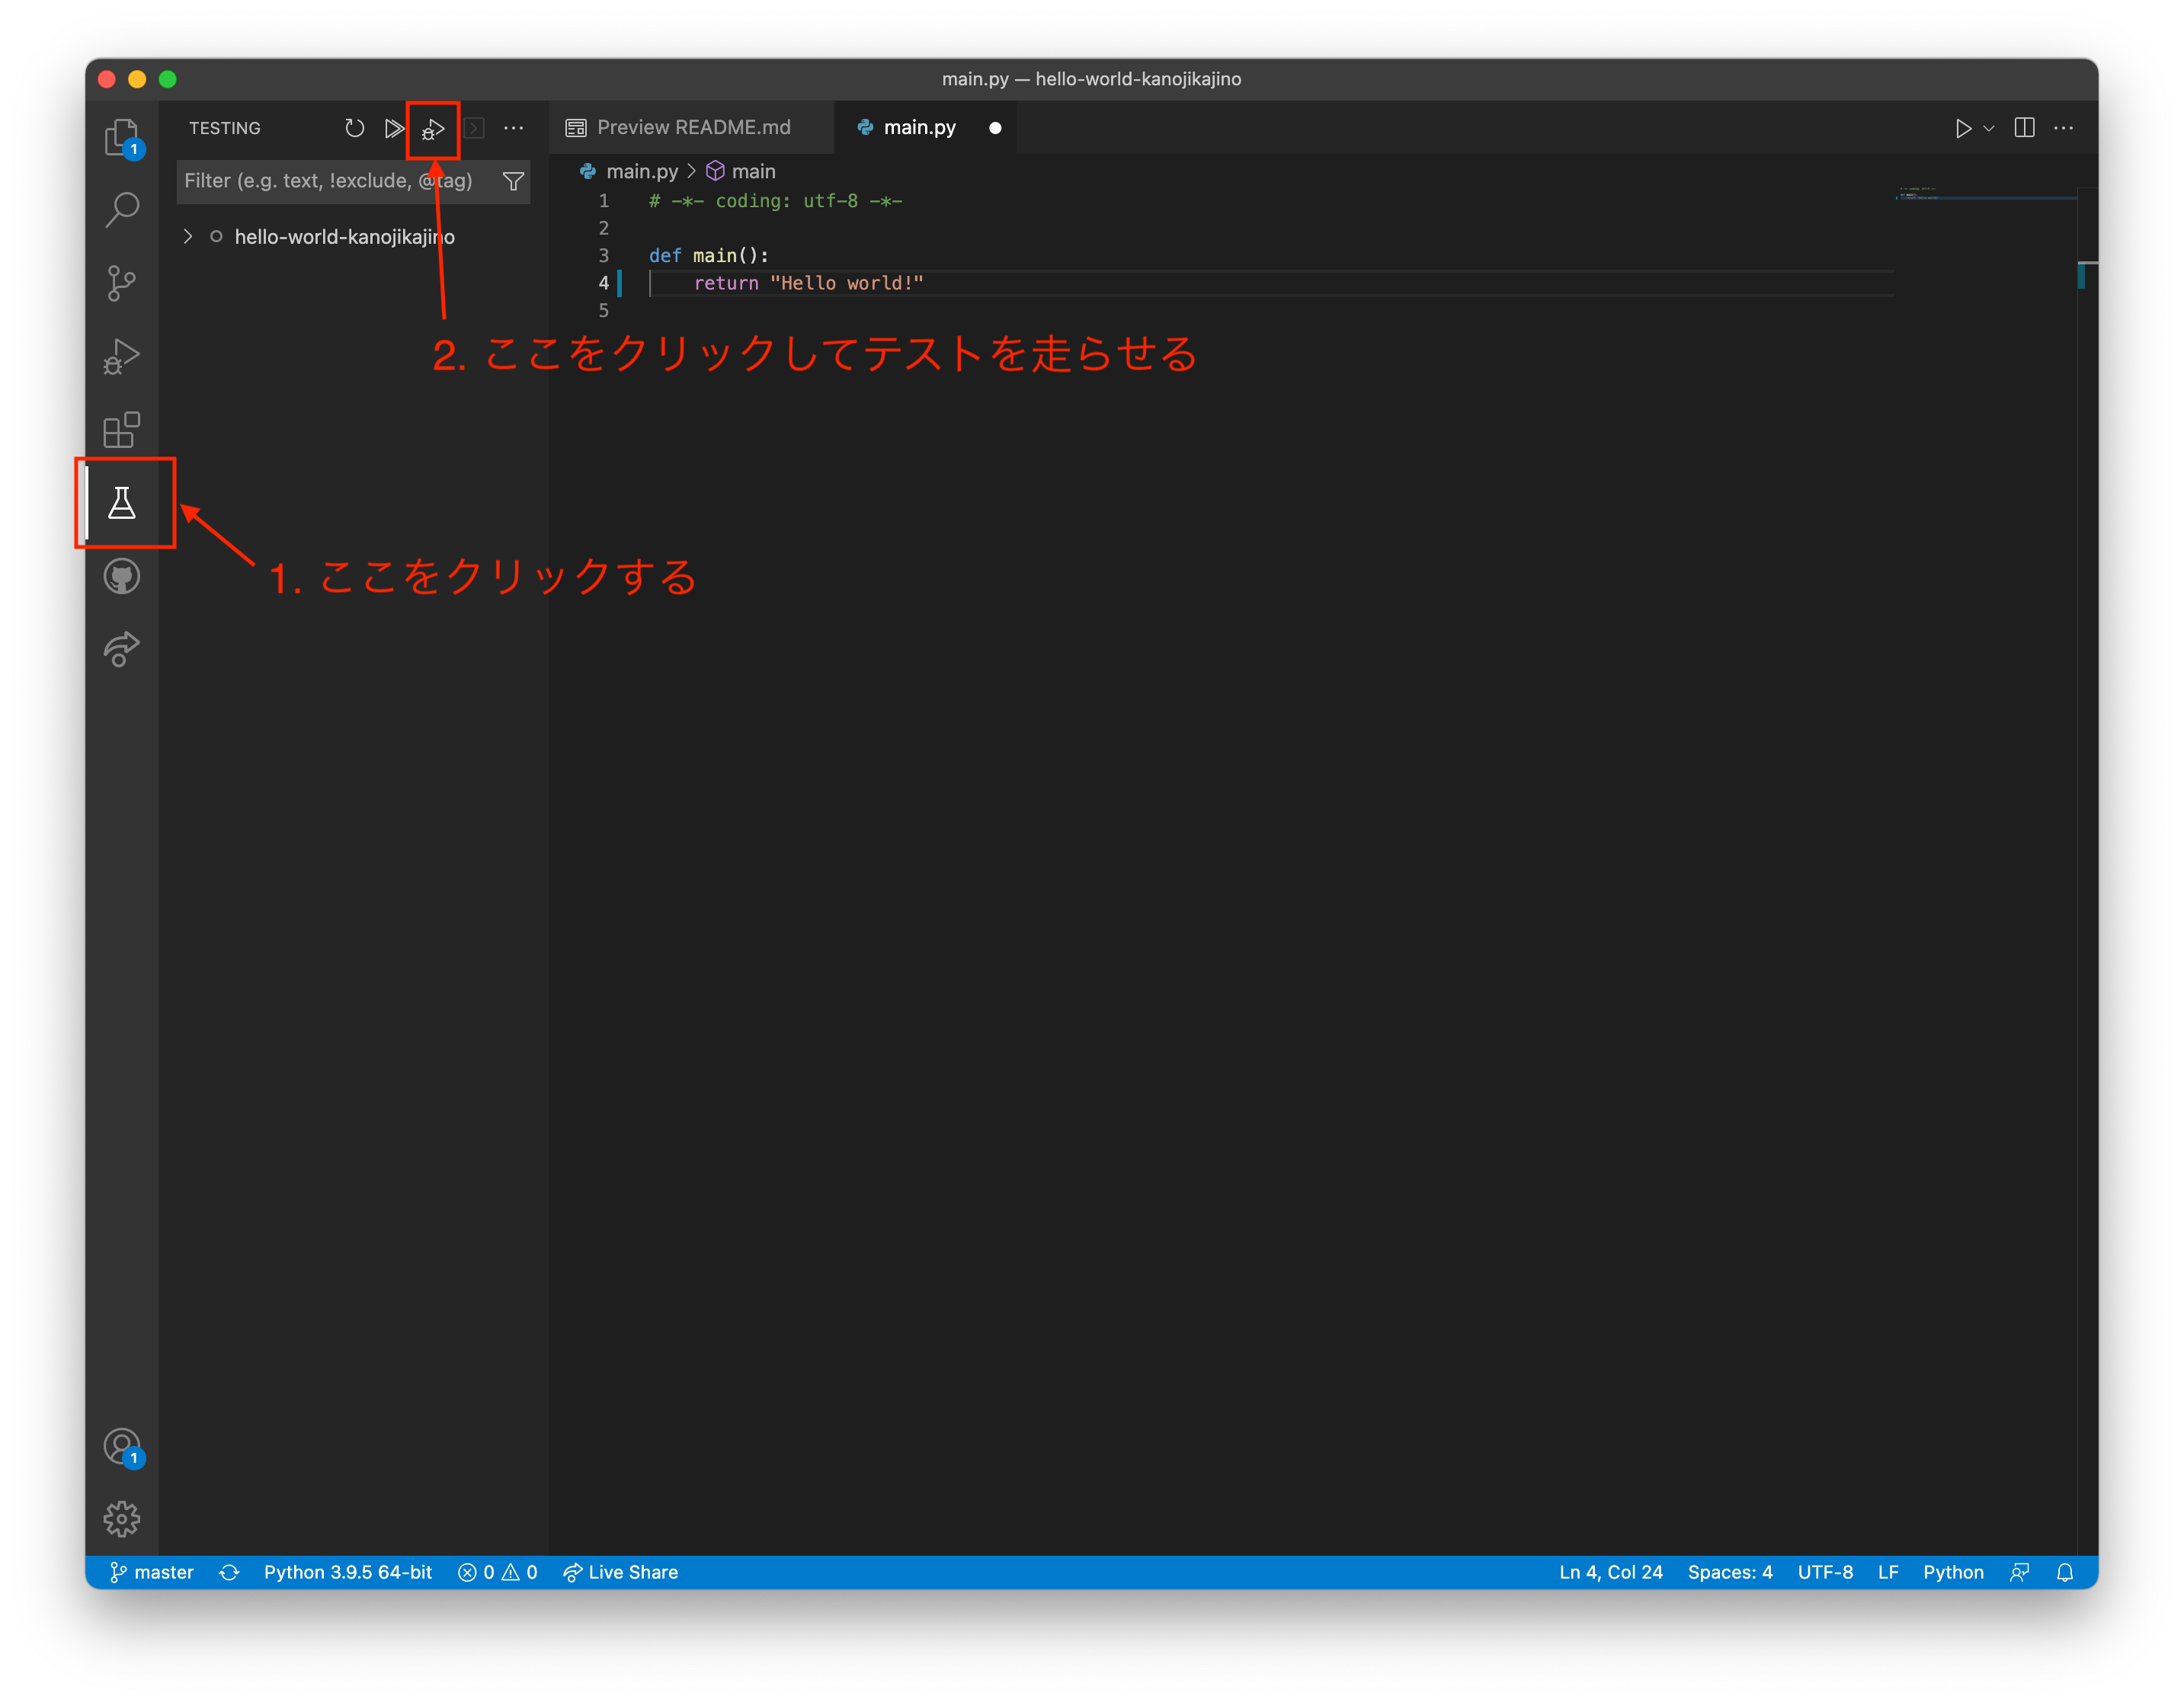 main.py — hello-world-kanojikajino
1
TESTING
Preview README.md
main.py
Filter (e.g. text, !exclude, @tag)
main.py > main
hello-world-kanojikajino
1 # -*- coding: utf-8 -*-
2
3 def main():
4 return "Hello world!"
5
2. ここをクリックしてテストを走らせる
1. ここをクリックする
1
master
Python 3.9.5 64-bit
0
0
Live Share
Ln 4, Col 24
Spaces: 4
UTF-8
LF
Python